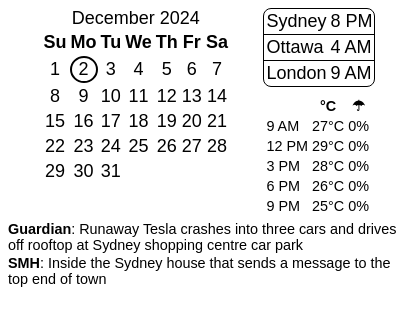 December 2024
Su Mo Tu We Th Fr Sa
1 2 3 4 5 6 7
8 9 10 11 12 13 14
15 16 17 18 19 20 21
22 23 24 25 26 27 28
29 30 31
Sydney 8 PM
Ottawa 4 AM
London 9 AM
°C ☂
9 AM 27°C 0%
12 PM 29°C 0%
3 PM 28°C 0%
6 PM 26°C 0%
9 PM 25°C 0%
Guardian: Runaway Tesla crashes into three cars and drives
off rooftop at Sydney shopping centre car park
SMH: Inside the Sydney house that sends a message to the
top end of town